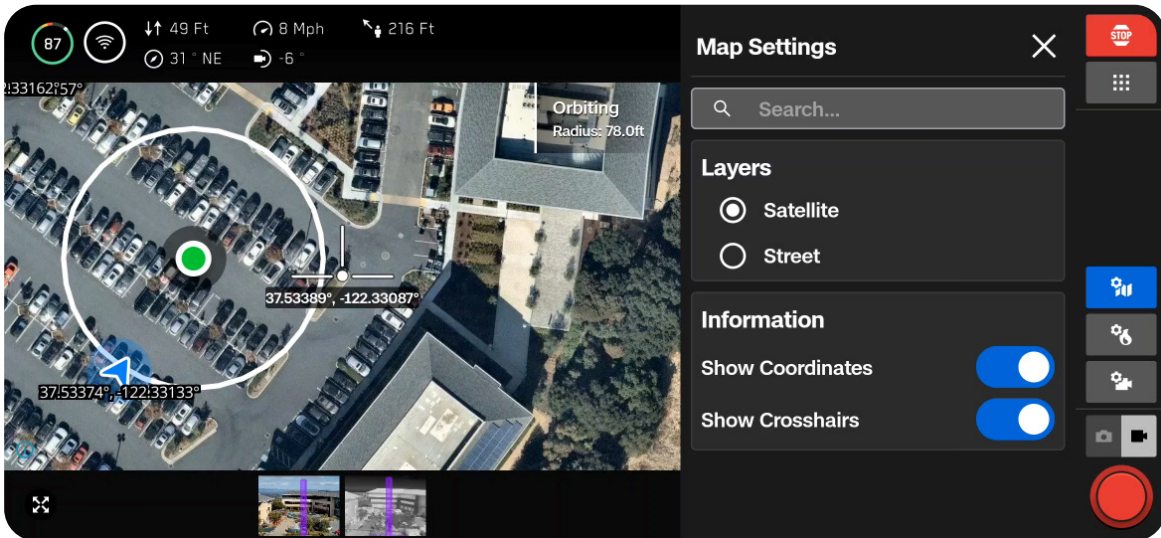 87
49 Ft
8 Mph
216 Ft
31 ° NE
-6 °
Orbiting
Radius: 78.0ft
37.53389°, -122.33087°
37.53374°, -122.33133°
Map Settings
Search...
Layers
Satellite
Street
Information
Show Coordinates
Show Crosshairs
STOP